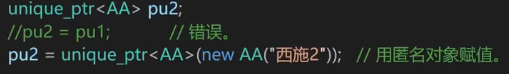 unique_ptr<AA> pu2;
//pu2 = pu1;          // 错误。
pu2 = unique_ptr<AA>(new AA("西施2"));  // 用匿名对象赋值。